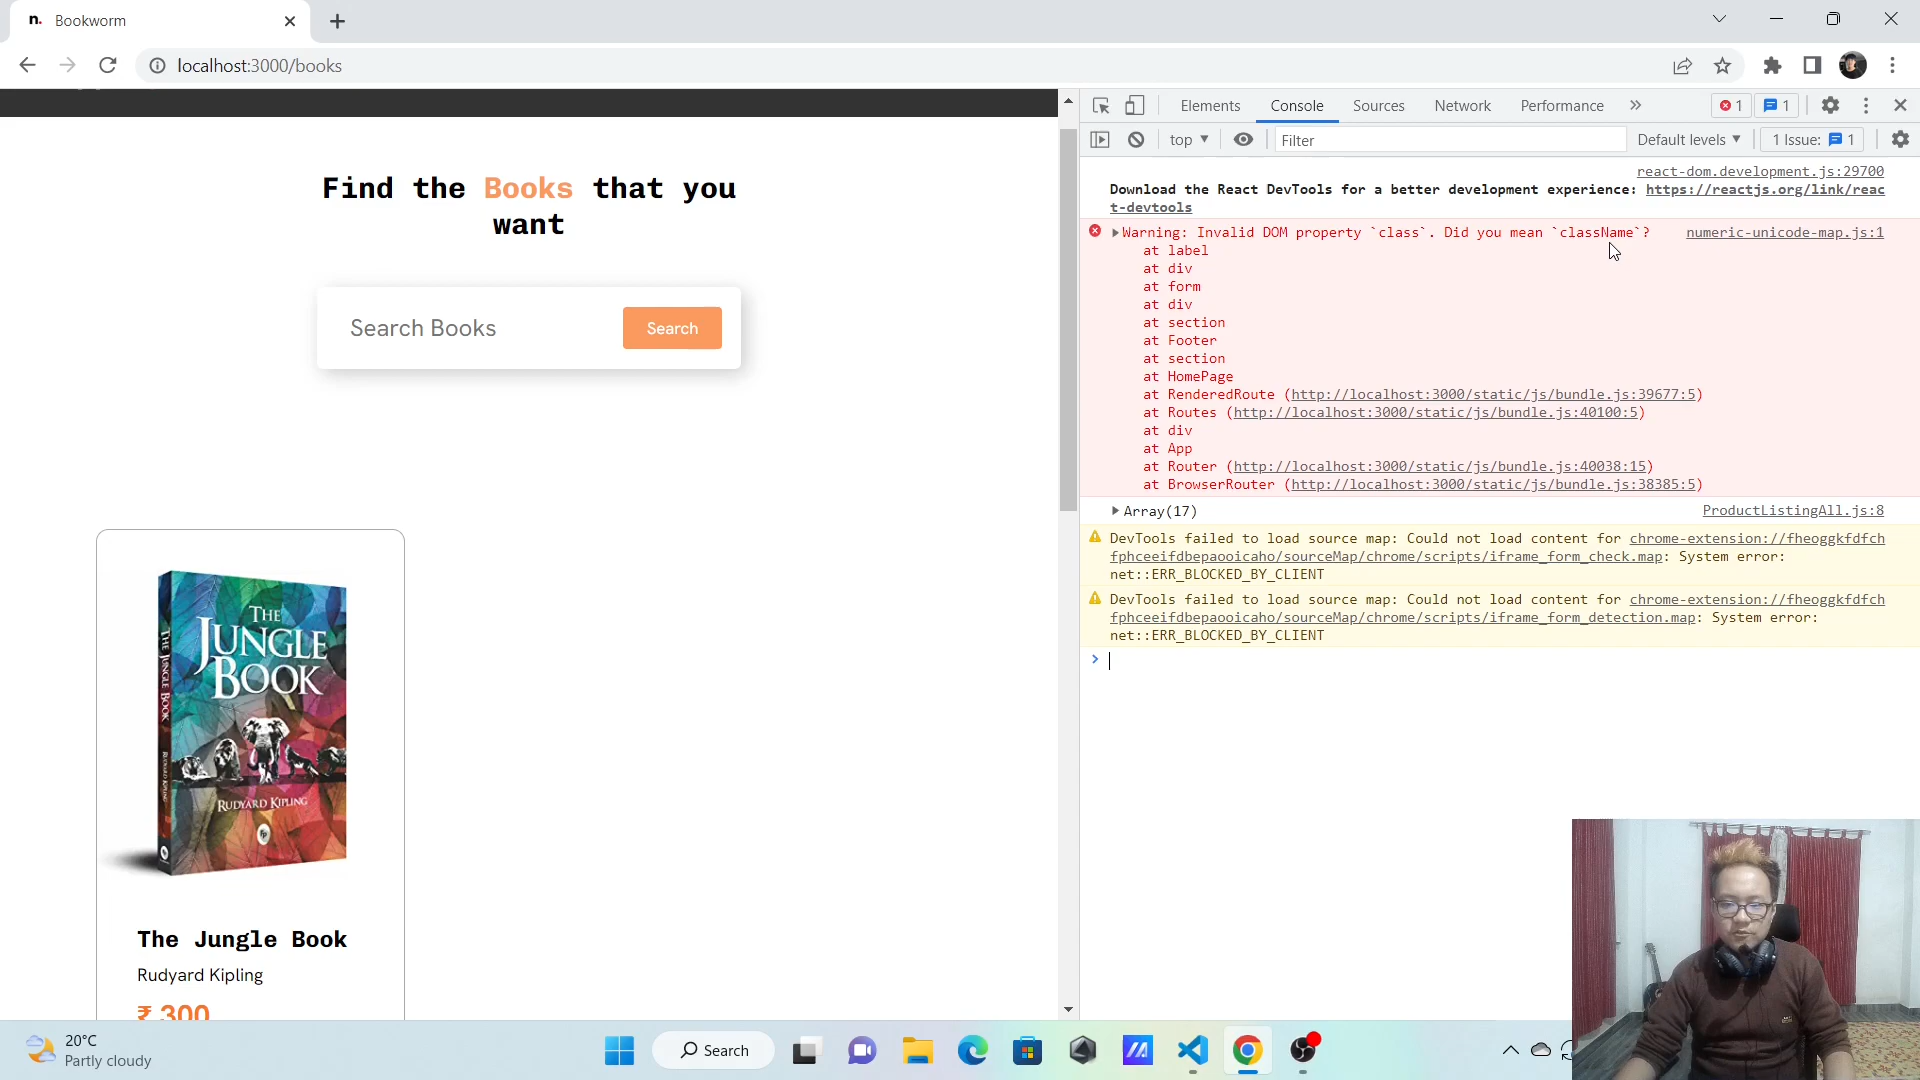 n. Bookworm
localhost:3000/books
Find the Books that you
want
Search Books
Search
THE
JUNGLE
BOOK
RUDYARD KIPLING
THE JUNGLE BOOK
RUDYARD KIPLING
The Jungle Book
Rudyard Kipling
₹ 300
Elements Console Sources Network Performance » 1 1
top Filter Default levels 1 Issue: 1
react-dom.development.js:29700
Download the React DevTools for a better development experience: https://reactjs.org/link/reac
t-devtools
Warning: Invalid DOM property `class`. Did you mean `className`? numeric-unicode-map.js:1
at label
at div
at form
at div
at section
at Footer
at section
at HomePage
at RenderedRoute (http://localhost:3000/static/js/bundle.js:39677:5)
at Routes (http://localhost:3000/static/js/bundle.js:40100:5)
at div
at App
at Router (http://localhost:3000/static/js/bundle.js:40038:15)
at BrowserRouter (http://localhost:3000/static/js/bundle.js:38385:5)
Array(17) ProductListingAll.js:8
DevTools failed to load source map: Could not load content for chrome-extension://fheoggkfdfch
fphceeifdbepaooicaho/sourceMap/chrome/scripts/iframe_form_check.map: System error:
net::ERR_BLOCKED_BY_CLIENT
DevTools failed to load source map: Could not load content for chrome-extension://fheoggkfdfch
fphceeifdbepaooicaho/sourceMap/chrome/scripts/iframe_form_detection.map: System error:
net::ERR_BLOCKED_BY_CLIENT
>
20°C
Partly cloudy
Search